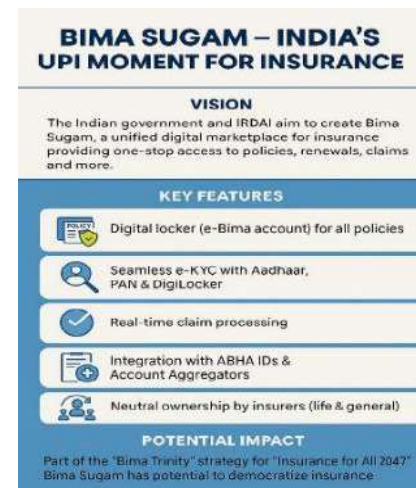 BIMA SUGAM – INDIA'S
UPI MOMENT FOR INSURANCE
VISION
The Indian government and IRDAI aim to create Bima
Sugam, a unified digital marketplace for insurance
providing one-stop access to policies, renewals, claims
and more.
KEY FEATURES
POLICY
Digital locker (e-Bima account) for all policies
Seamless e-KYC with Aadhaar,
PAN & DigiLocker
Real-time claim processing
Integration with ABHA IDs &
Account Aggregators
Neutral ownership by insurers (life & general)
POTENTIAL IMPACT
Part of the "Bima Trinity" strategy for "Insurance for All 2047"
Bima Sugam has potential to democratize insurance